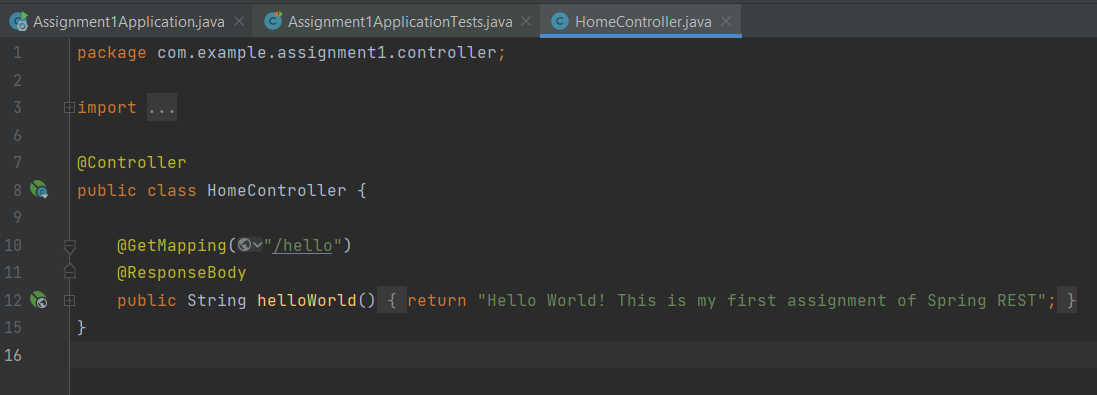 Assignment1Application.java Assignment1ApplicationTests.java HomeController.java
1 package com.example.assignment1.controller;
2
3 import ...
6
7 @Controller
8 public class HomeController {
9
10 @GetMapping("/hello")
11 @ResponseBody
12 public String helloWorld() { return "Hello World! This is my first assignment of Spring REST"; }
15 }
16